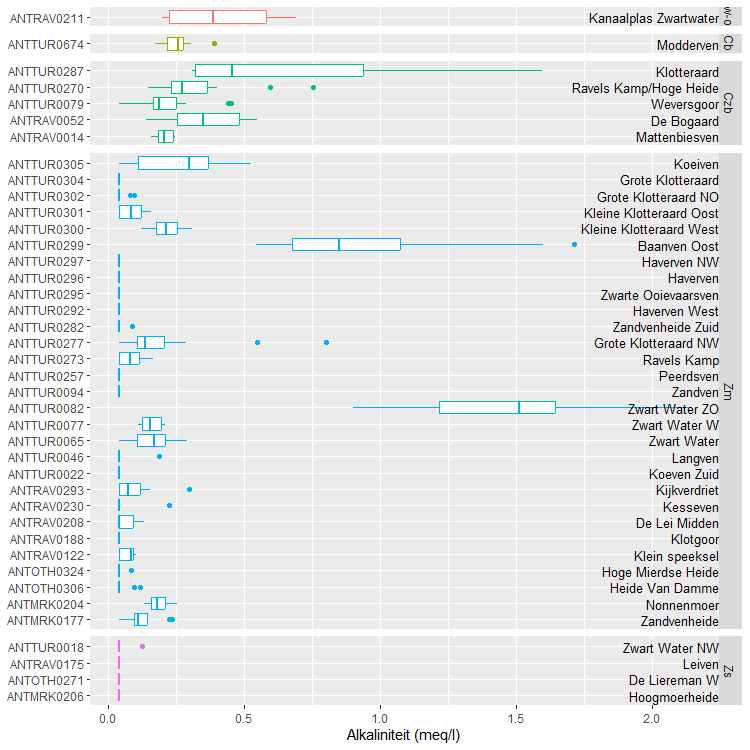 ANTRAV0211 Kanaalplas Zwartwater
ANTTUR0674 Modderven Cb
ANTTUR0287 Klotteraard
ANTTUR0270 Ravels Kamp/Hoge Heide
ANTTUR0079 Weversgoor Czb
ANTRAV0052 De Bogaard
ANTRAV0014 Mattenbiesven
ANTTUR0305 Koeiven
ANTTUR0304 Grote Klotteraard
ANTTUR0302 Grote Klotteraard NO
ANTTUR0301 Kleine Klotteraard Oost
ANTTUR0300 Kleine Klotteraard West
ANTTUR0299 Baanven Oost
ANTTUR0297 Haverven NW
ANTTUR0296 Haverven
ANTTUR0295 Zwarte Ooievaarsven
ANTTUR0292 Haverven West
ANTTUR0282 Zandvenheide Zuid
ANTTUR0277 Grote Klotteraard NW
ANTTUR0273 Ravels Kamp
ANTTUR0257 Peerdsven
ANTTUR0094 Zandven Zm
ANTTUR0082 Zwart Water ZO
ANTTUR0077 Zwart Water W
ANTTUR0065 Zwart Water
ANTTUR0046 Langven
ANTTUR0022 Koeven Zuid
ANTRAV0293 Kijkverdriet
ANTRAV0230 Kesseven
ANTRAV0208 De Lei Midden
ANTRAV0188 Klotgoor
ANTRAV0122 Klein speeksel
ANTOTH0324 Hoge Mierdse Heide
ANTOTH0306 Heide Van Damme
ANTMRK0204 Nonnenmoer
ANTMRK0177 Zandvenheide
ANTTUR0018 Zwart Water NW
ANTRAV0175 Leiven Zs
ANTOTH0271 De Liereman W
ANTMRK0206 Hoogmoerheide
0.0 0.5 1.0 1.5 2.0
Alkaliniteit (meq/l)